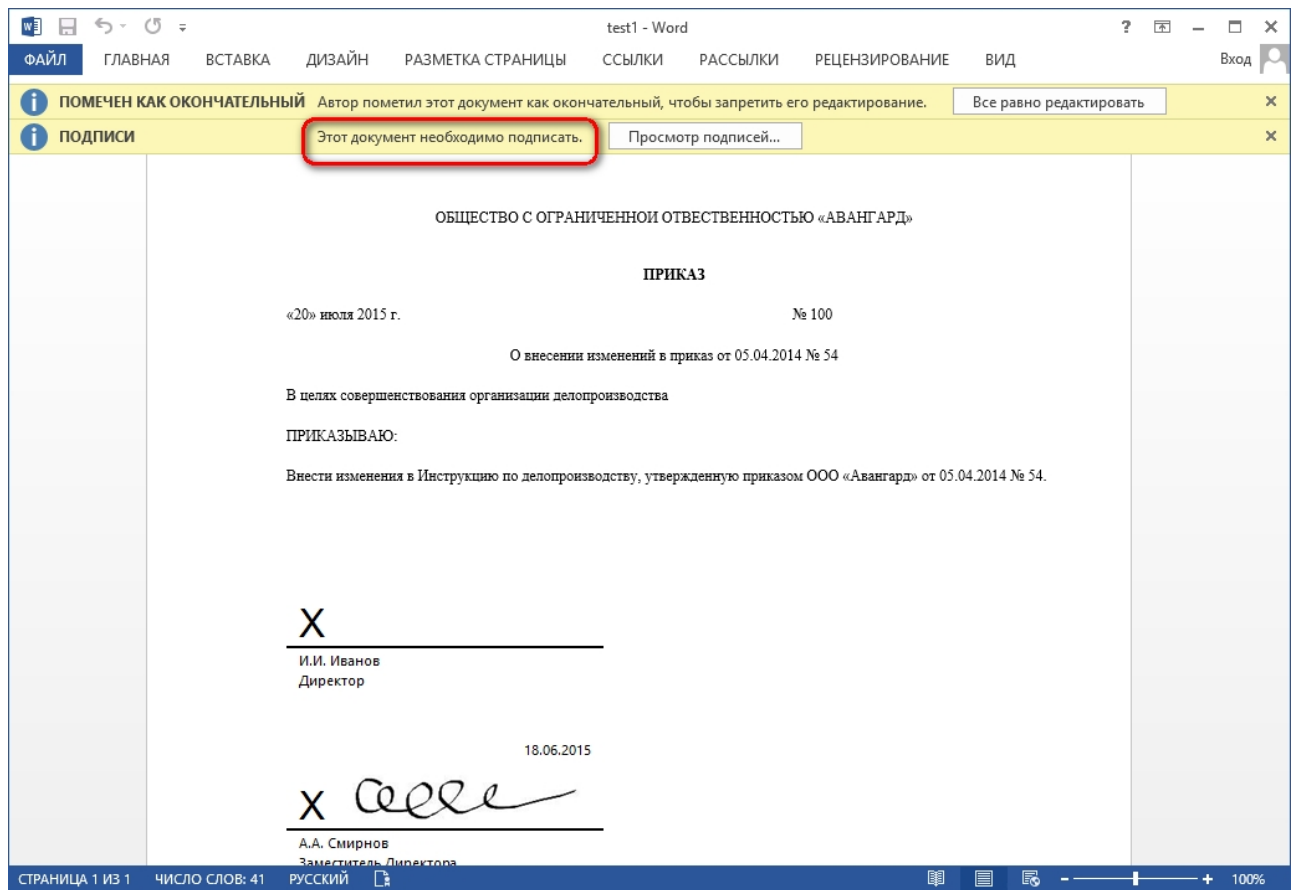 test1 - Word
?
ФАЙЛ ГЛАВНАЯ ВСТАВКА ДИЗАЙН РАЗМЕТКА СТРАНИЦЫ ССЫЛКИ РАССЫЛКИ РЕЦЕНЗИРОВАНИЕ ВИД Вход
ПОМЕЧЕН КАК ОКОНЧАТЕЛЬНЫЙ Автор пометил этот документ как окончательный, чтобы запретить его редактирование. Все равно редактировать
ПОДПИСИ Этот документ необходимо подписать. Просмотр подписей...
ОБЩЕСТВО С ОГРАНИЧЕННОИ ОТВЕСТВЕННОСТЬЮ «АВАНГАРД»
ПРИКАЗ
«20» июля 2015 г. № 100
О внесении изменений в приказ от 05.04.2014 № 54
В целях совершенствования организации делопроизводства
ПРИКАЗЫВАЮ:
Внести изменения в Инструкцию по делопроизводству, утвержденную приказом ООО «Авангард» от 05.04.2014 № 54.
X
И.И. Иванов
Директор
18.06.2015
X
А.А. Смирнов
Заместитель Директора
СТРАНИЦА 1 ИЗ 1 ЧИСЛО СЛОВ: 41 РУССКИЙ 100%